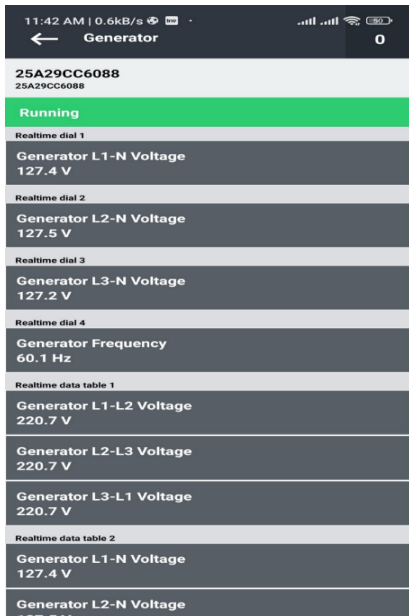 11:42 AM | 0.6kB/s
50
Generator
0
25A29CC6088
25A29CC6088
Running
Realtime dial 1
Generator L1-N Voltage
127.4 V
Realtime dial 2
Generator L2-N Voltage
127.5 V
Realtime dial 3
Generator L3-N Voltage
127.2 V
Realtime dial 4
Generator Frequency
60.1 Hz
Realtime data table 1
Generator L1-L2 Voltage
220.7 V
Generator L2-L3 Voltage
220.7 V
Generator L3-L1 Voltage
220.7 V
Realtime data table 2
Generator L1-N Voltage
127.4 V
Generator L2-N Voltage